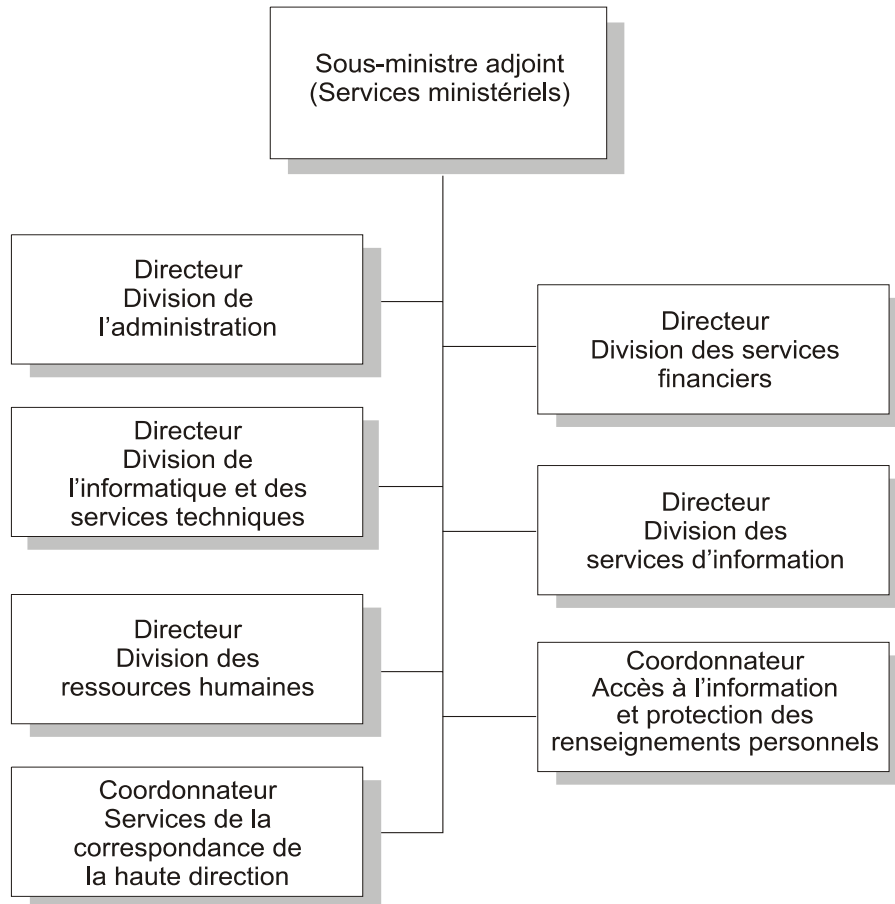 Sous-ministre adjoint
(Services ministériels)
Directeur
Division de
l’administration
Directeur
Division des services
financiers
Directeur
Division de
l’informatique et des
services techniques
Directeur
Division des
services d’information
Directeur
Division des
ressources humaines
Coordonnateur
Accès à l’information
et protection des
renseignements personnels
Coordonnateur
Services de la
correspondance de
la haute direction